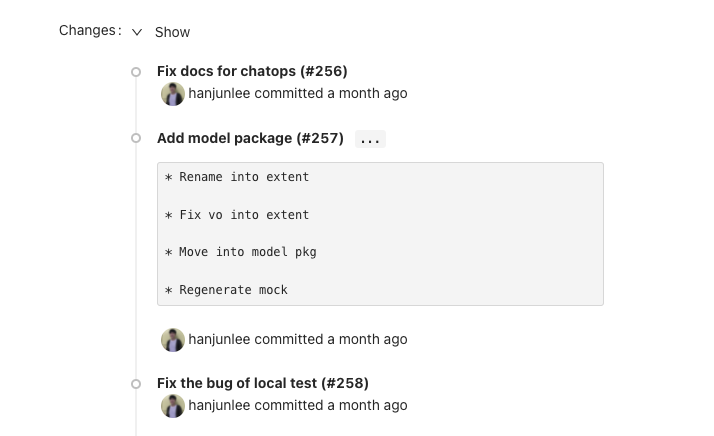 Changes: Show
Fix docs for chatops (#256)
hanjunlee committed a month ago
Add model package (#257) ...
* Rename into extent
* Fix vo into extent
* Move into model pkg
* Regenerate mock
hanjunlee committed a month ago
Fix the bug of local test (#258)
hanjunlee committed a month ago